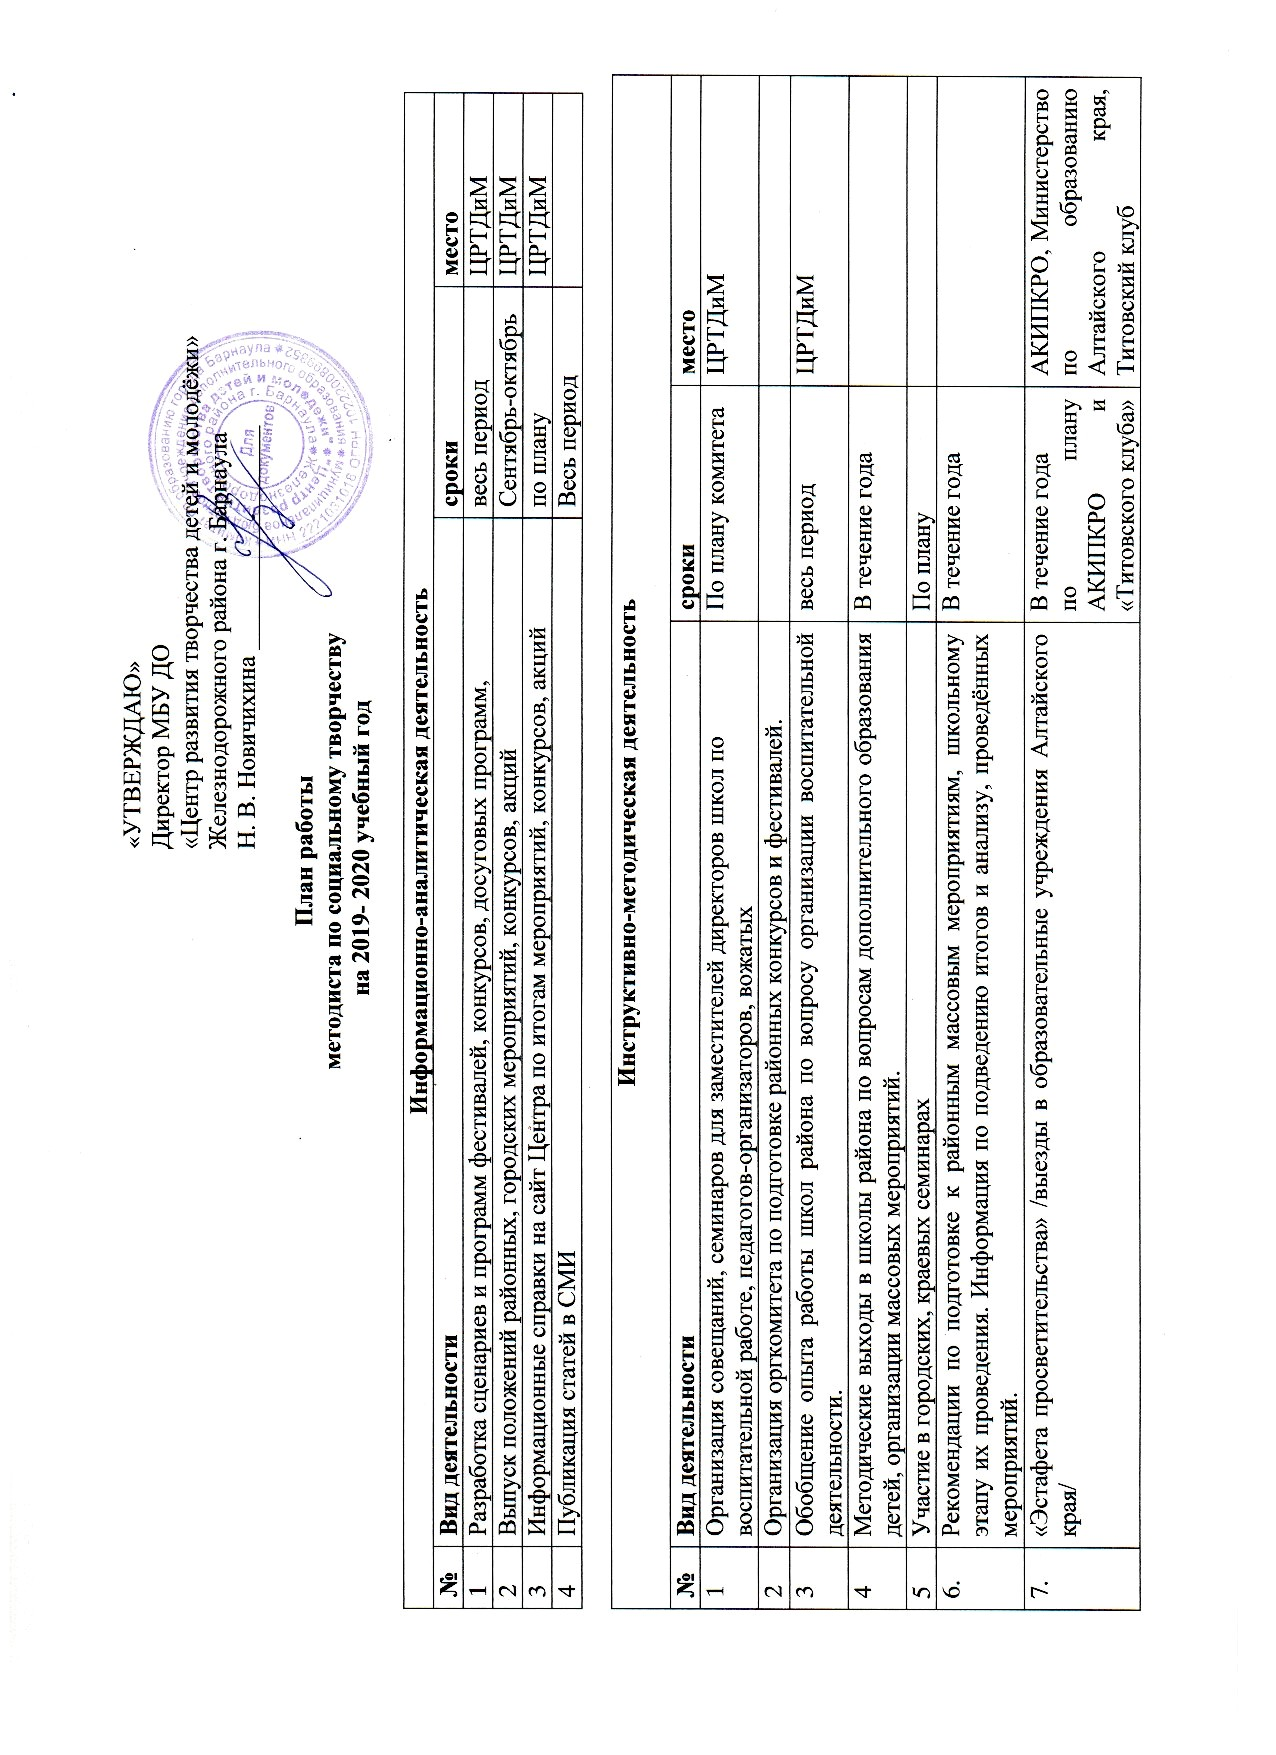 «УТВЕРЖДАЮ»
Директор МБУ ДО
«Центр развития творчества детей и молодёжи»
Железнодорожного района г. Барнаула
Н. В. Новичихина
Для
документов
План работы
методиста по социальному творчеству
на 2019- 2020 учебный год
Информационно-аналитическая деятельность
№ Вид деятельности сроки место
1 Разработка сценариев и программ фестивалей, конкурсов, досуговых программ, весь период ЦРТДиМ
2 Выпуск положений районных, городских мероприятий, конкурсов, акций Сентябрь-октябрь ЦРТДиМ
3 Информационные справки на сайт Центра по итогам мероприятий, конкурсов, акций по плану ЦРТДиМ
4 Публикация статей в СМИ Весь период
Инструктивно-методическая деятельность
№ Вид деятельности сроки место
1 Организация совещаний, семинаров для заместителей директоров школ по По плану комитета ЦРТДиМ
воспитательной работе, педагогов-организаторов, вожатых
2 Организация оргкомитета по подготовке районных конкурсов и фестивалей.
3 Обобщение опыта работы школ района по вопросу организации воспитательной весь период ЦРТДиМ
деятельности.
4 Методические выходы в школы района по вопросам дополнительного образования В течение года
детей, организации массовых мероприятий.
5 Участие в городских, краевых семинарах По плану
6. Рекомендации по подготовке к районным массовым мероприятиям, школьному В течение года
этапу их проведения. Информация по подведению итогов и анализу, проведённых
мероприятий.
7. «Эстафета просветительства» /выезды в образовательные учреждения Алтайского В течение года АКИПКРО, Министерство
края/ по плану по образованию
АКИПКРО и Алтайского края,
«Титовского клуба» Титовский клуб